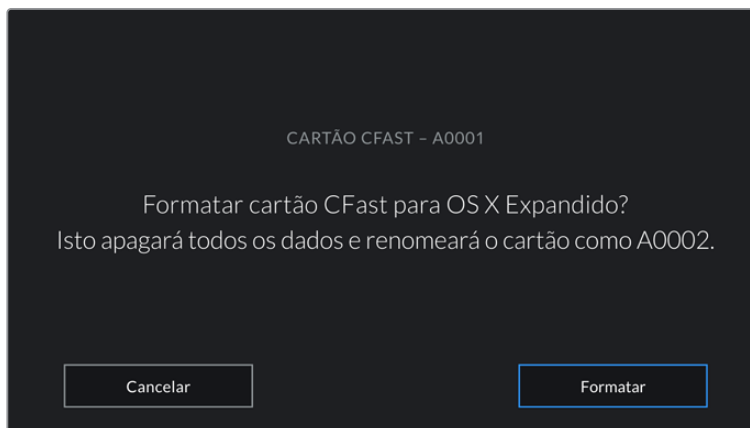 CARTÃO CFAST – A0001
Formatar cartão CFast para OS X Expandido?
Isto apagará todos os dados e renomeará o cartão como A0002.
Cancelar
Formatar